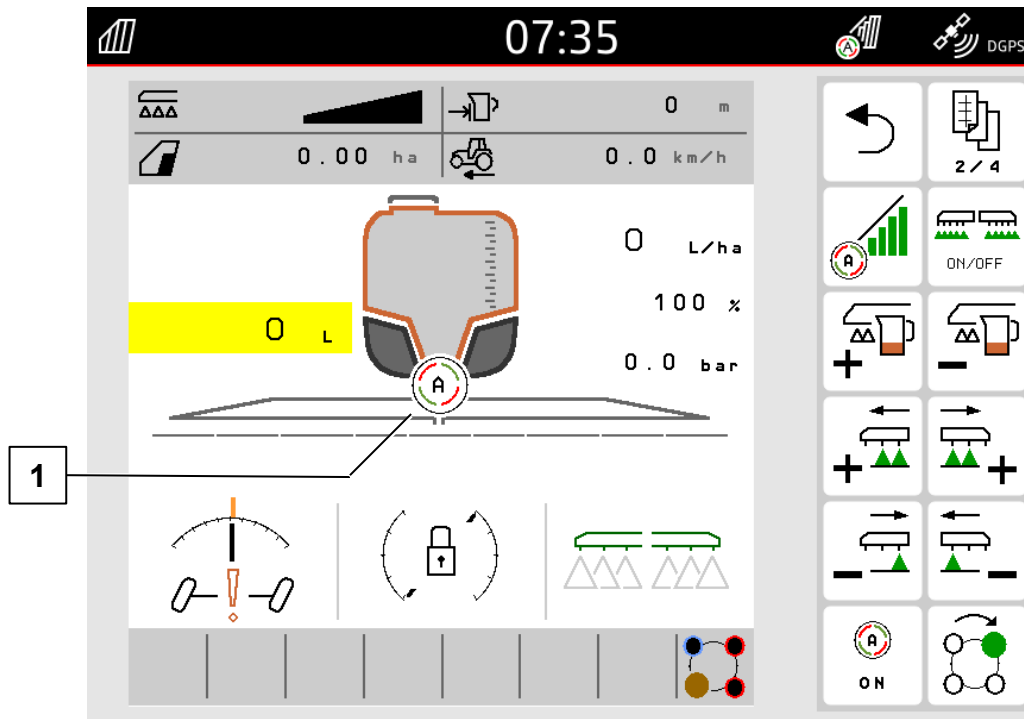 07:35
A
DGPS
0 m
0.00 ha
0.0 km/h
2/4
0 L/ha
A
ON/OFF
100 %
0 L
0.0 bar
+
−
A
1
+
+
−
−
A
ON